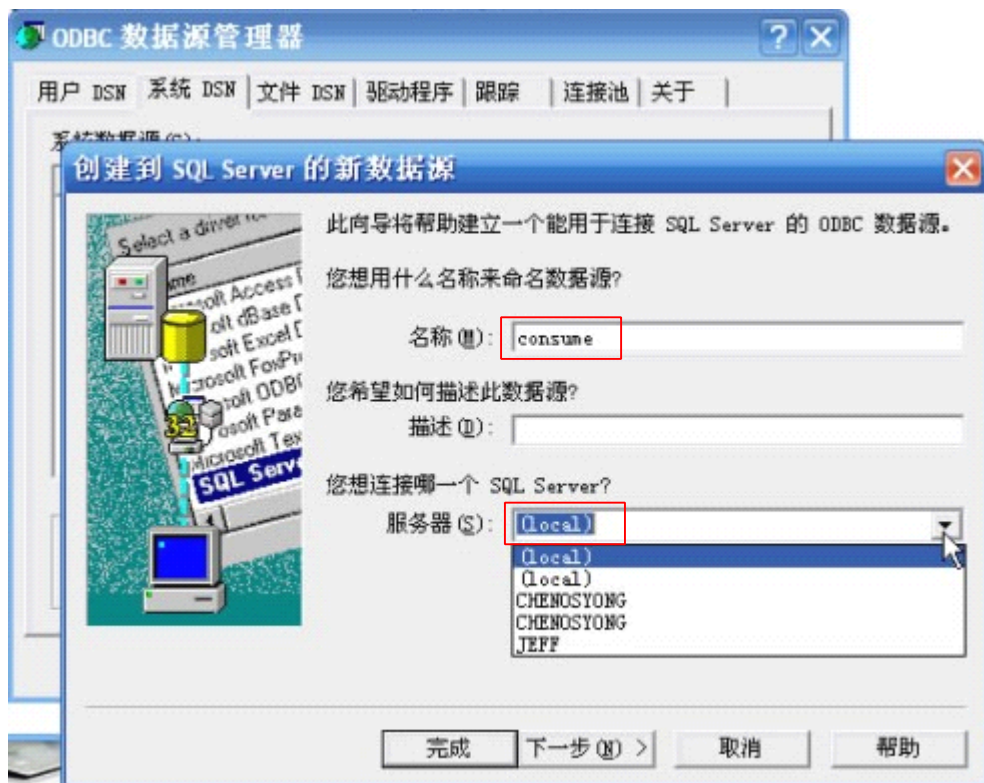 ODBC 数据源管理器
用户 DSN 系统 DSN 文件 DSN 驱动程序 跟踪 连接池 关于
创建到 SQL Server 的新数据源
此向导将帮助建立一个能用于连接 SQL Server 的 ODBC 数据源。
Select a driver
您想用什么名称来命名数据源?
名称(M): consume
您希望如何描述此数据源?
描述(D):
您想连接哪一个 SQL Server?
服务器(S): (local)
(local)
(local)
CHENOSYONG
CHENOSYONG
JEFF
32
完成 下一步(N) > 取消 帮助